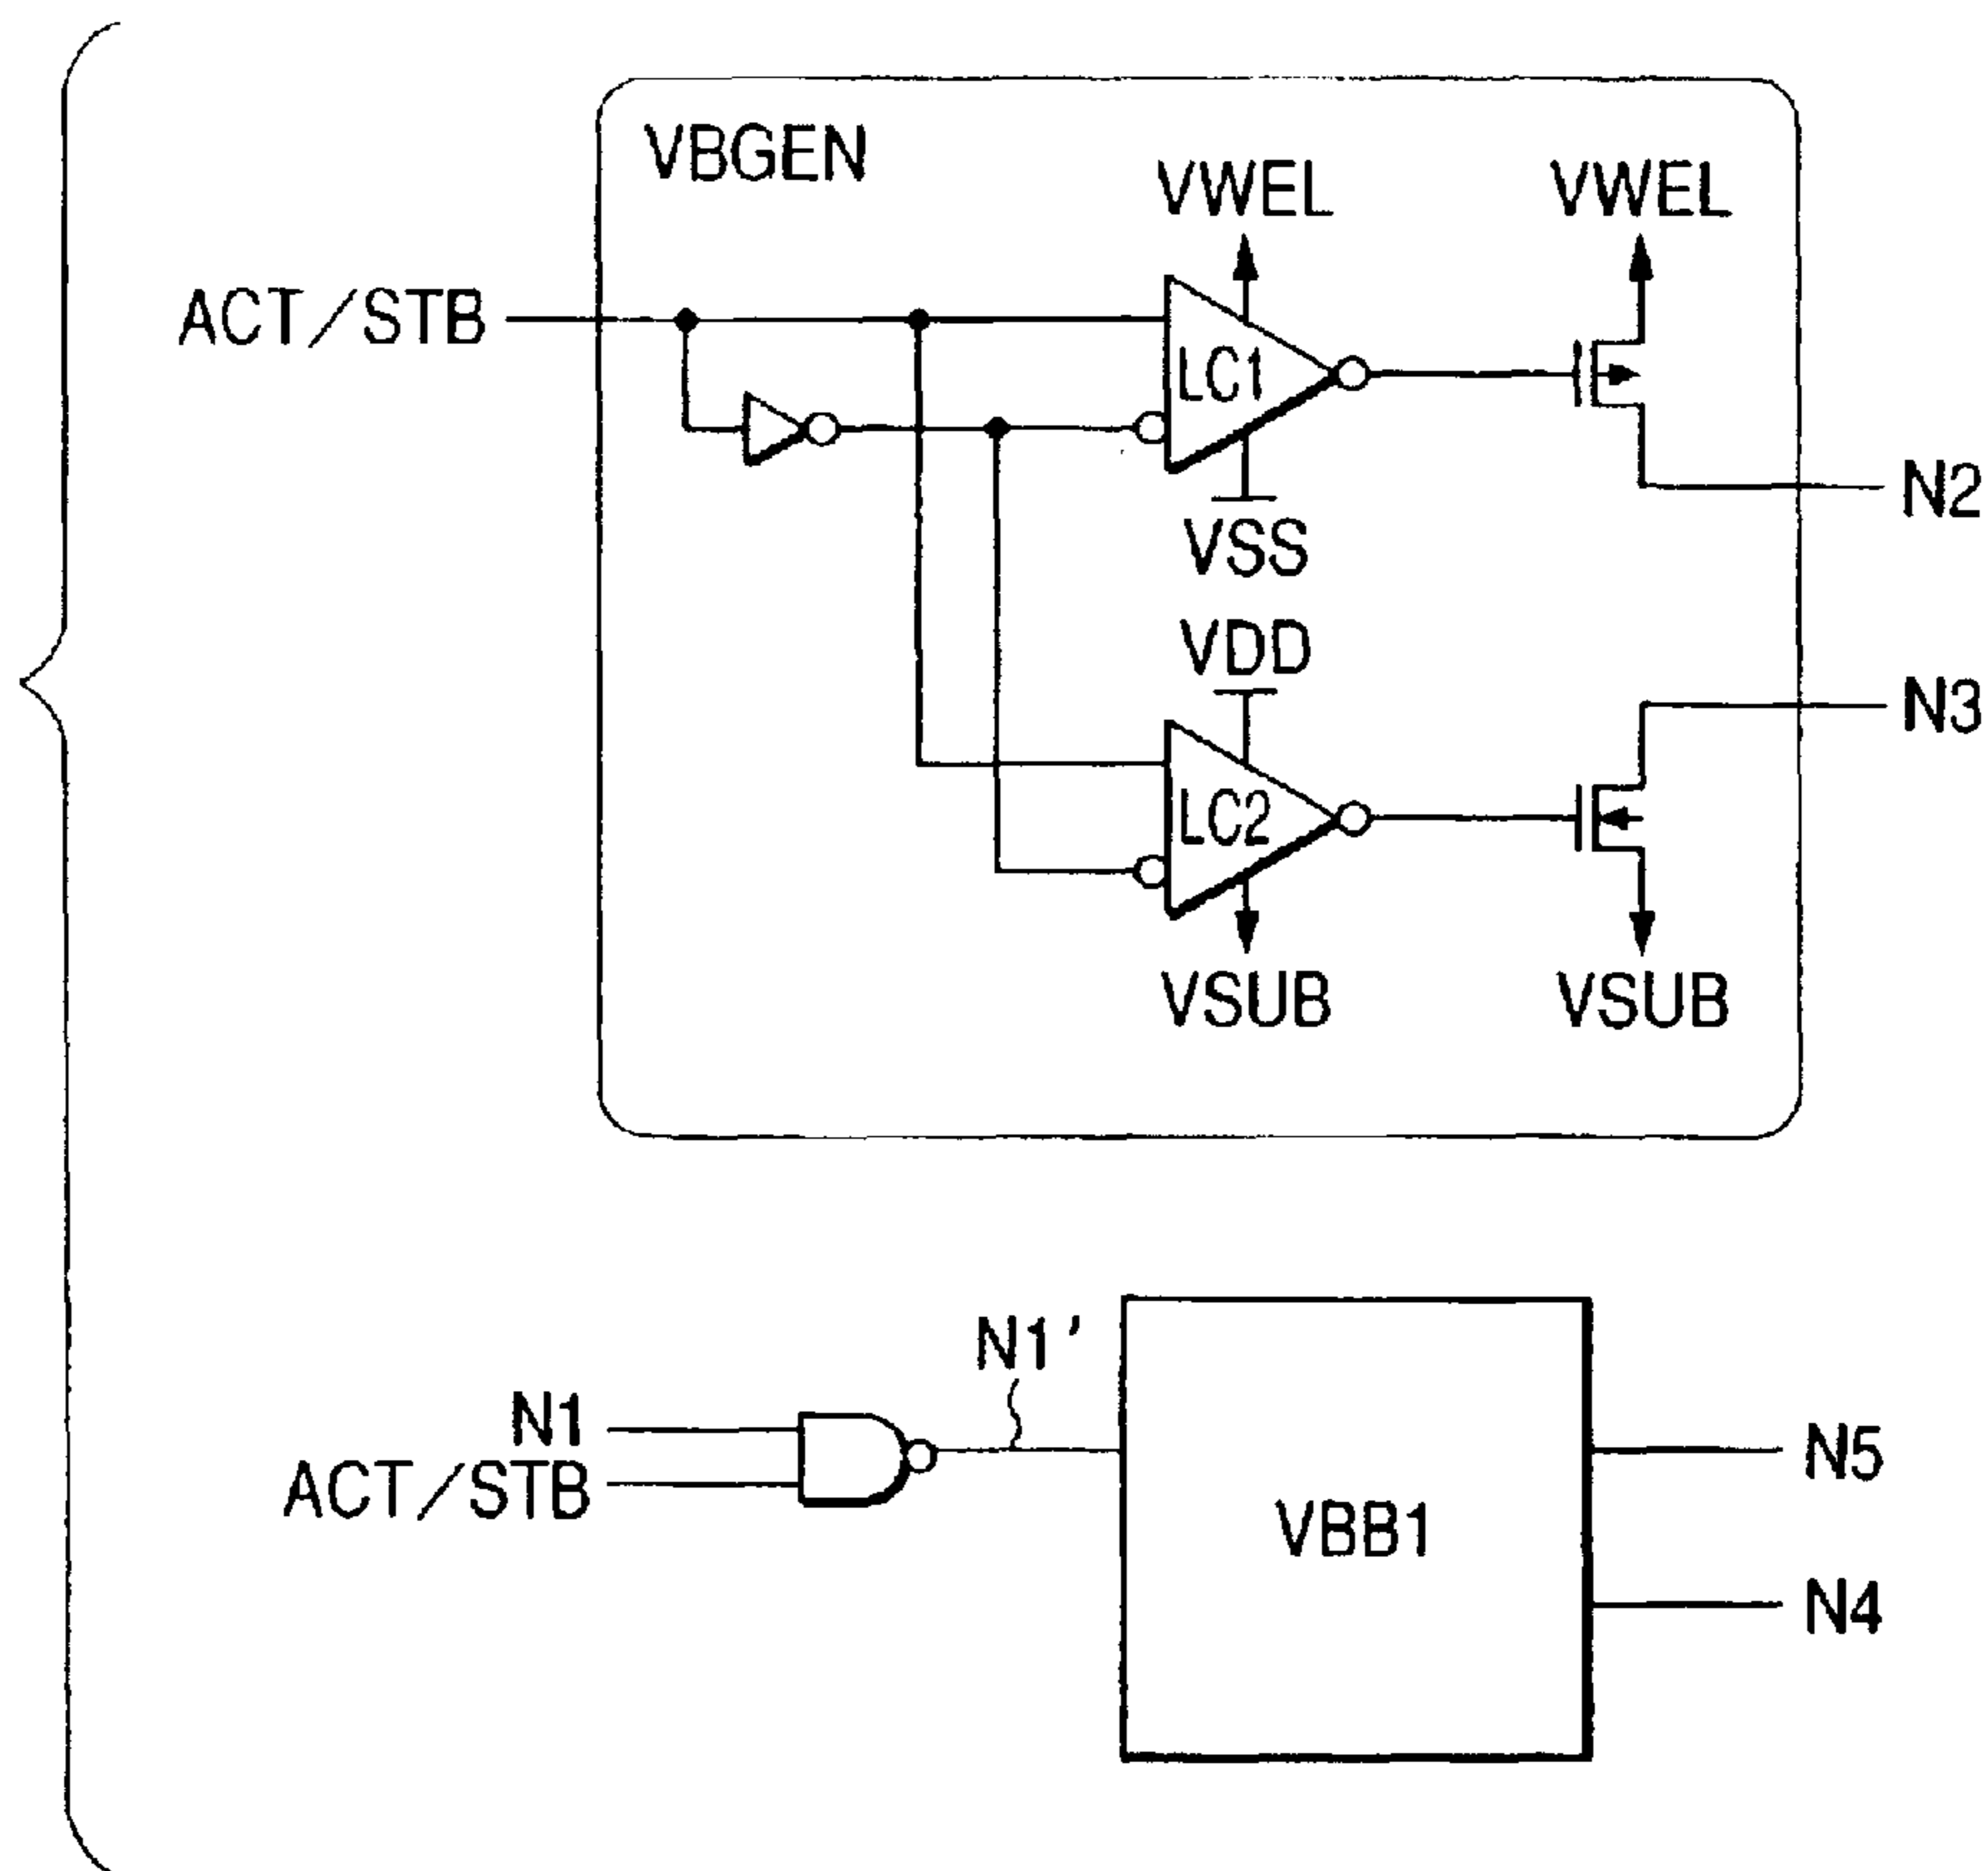 VBGEN
VWEL
VWEL
ACT/STB
LC1
N2
VSS
VDD
N3
LC2
VSUB
VSUB
N1'
N1
ACT/STB
N5
VBB1
N4